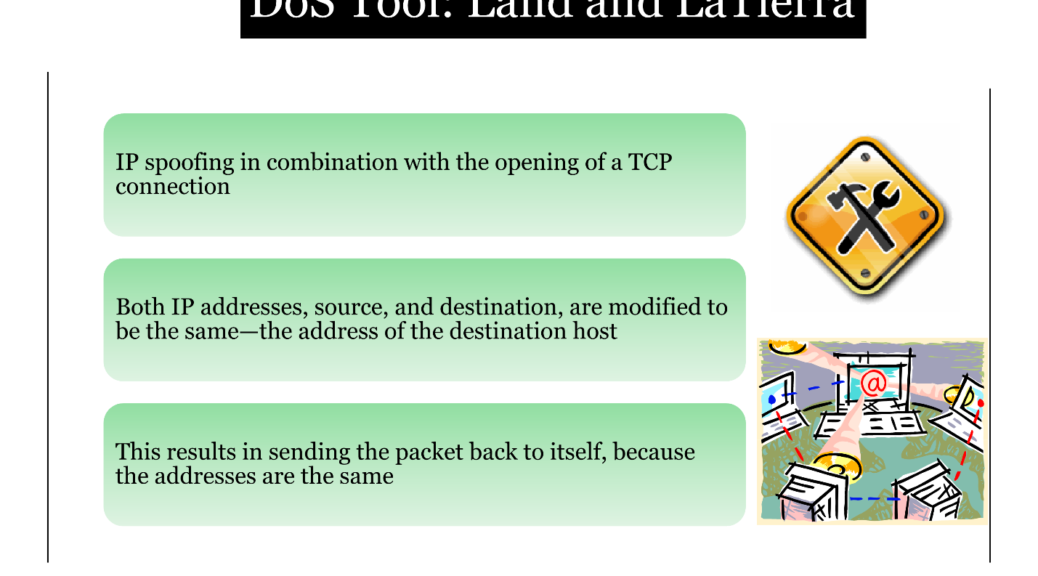 DoS Tool: Land and LaTierra
IP spoofing in combination with the opening of a TCP
connection
Both IP addresses, source, and destination, are modified to
be the same—the address of the destination host
This results in sending the packet back to itself, because
the addresses are the same
@